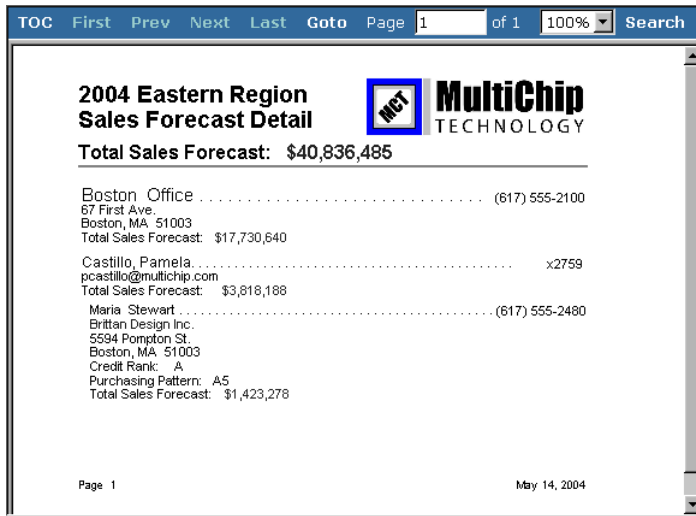 TOC First Prev Next Last Goto Page 1 of 1 100% Search
2004 Eastern Region
Sales Forecast Detail
MCT
MultiChip
TECHNOLOGY
Total Sales Forecast: $40,836,485
Boston Office . . . . . . . . . . . . . . . . . . . . . . . . . . . . . . (617) 555-2100
67 First Ave.
Boston, MA 51003
Total Sales Forecast: $17,730,640
Castillo, Pamela. . . . . . . . . . . . . . . . . . . . . . . . . . . . . . x2759
pcastillo@multichip.com
Total Sales Forecast: $3,818,188
Maria Stewart . . . . . . . . . . . . . . . . . . . . . . . . . . . . . . (617) 555-2480
Brittan Design Inc.
5594 Pompton St.
Boston, MA 51003
Credit Rank: A
Purchasing Pattern: A5
Total Sales Forecast: $1,423,278
Page 1 May 14, 2004